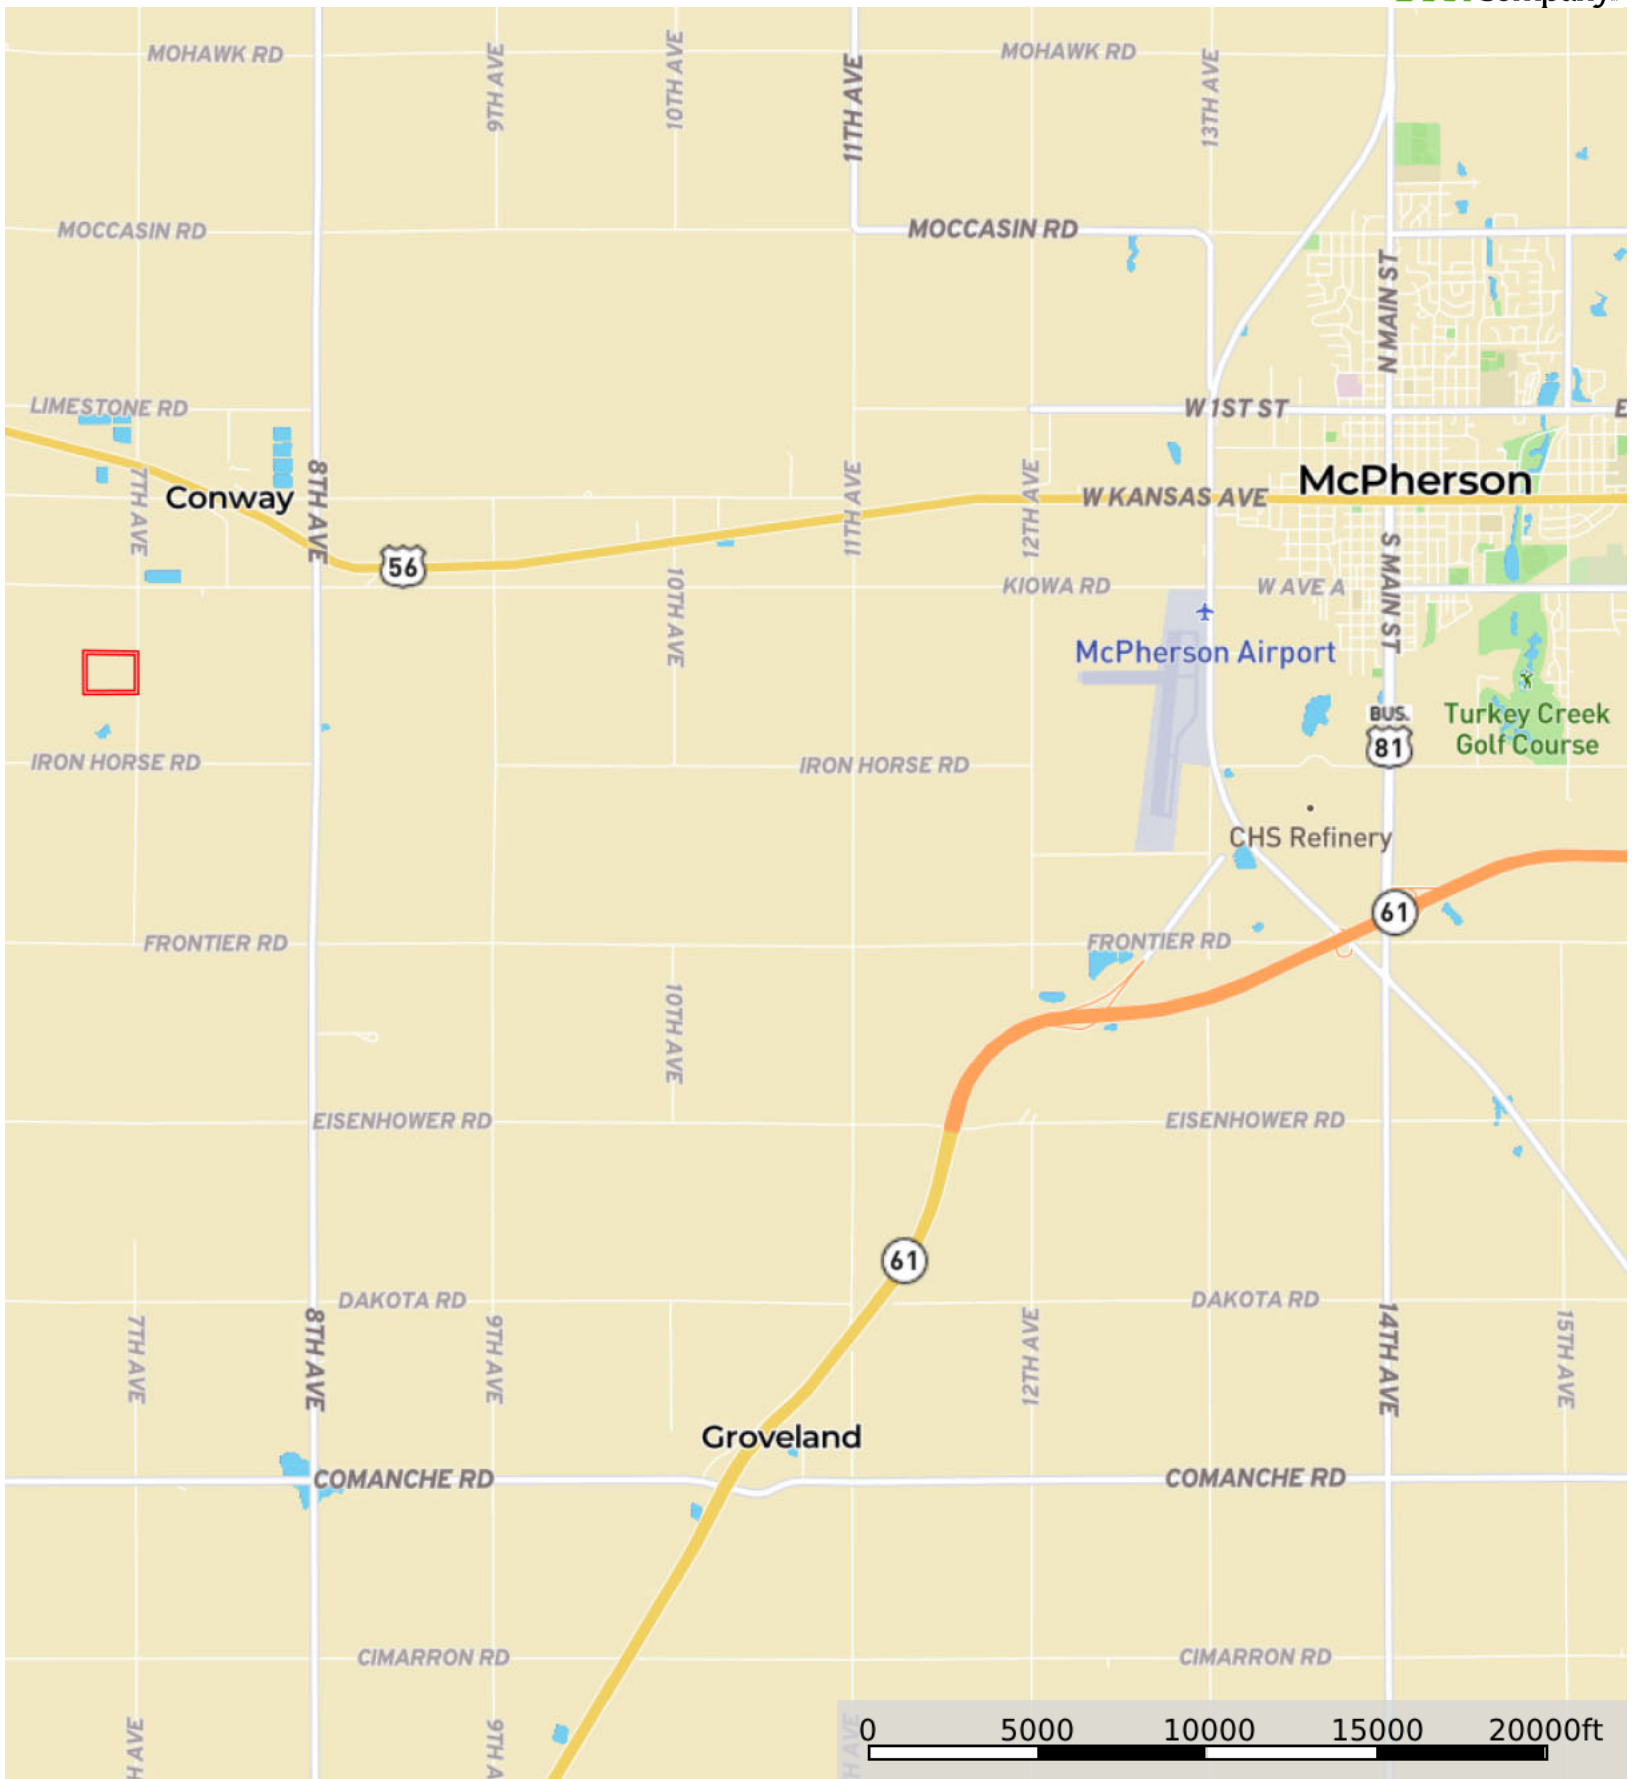 Company
MOHAWK RD
MOHAWK RD
9TH AVE
10TH AVE
11TH AVE
13TH AVE
MOCCASIN RD
MOCCASIN RD
N MAIN ST
LIMESTONE RD
W 1ST ST
E
McPherson
Conway
7TH AVE
8TH AVE
11TH AVE
12TH AVE
W KANSAS AVE
56
S MAIN ST
10TH AVE
KIOWA RD
W AVE A
McPherson Airport
BUS.
81
Turkey Creek
Golf Course
IRON HORSE RD
IRON HORSE RD
CHS Refinery
61
FRONTIER RD
FRONTIER RD
10TH AVE
EISENHOWER RD
EISENHOWER RD
61
DAKOTA RD
DAKOTA RD
7TH AVE
8TH AVE
9TH AVE
12TH AVE
14TH AVE
15TH AVE
Groveland
COMANCHE RD
COMANCHE RD
CIMARRON RD
CIMARRON RD
H AVE
9TH A
H AVE
0 5000 10000 15000 20000ft